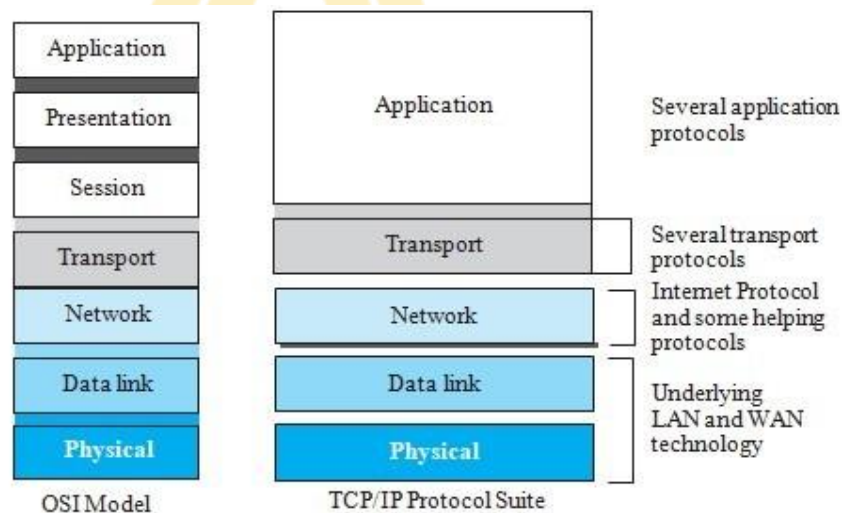 Application
Presentation
Session
Transport
Network
Data link
Physical
OSI Model
Application
Transport
Network
Data link
Physical
TCP/IP Protocol Suite
Several application
protocols
Several transport
protocols
Internet Protocol
and some helping
protocols
Underlying
LAN and WAN
technology